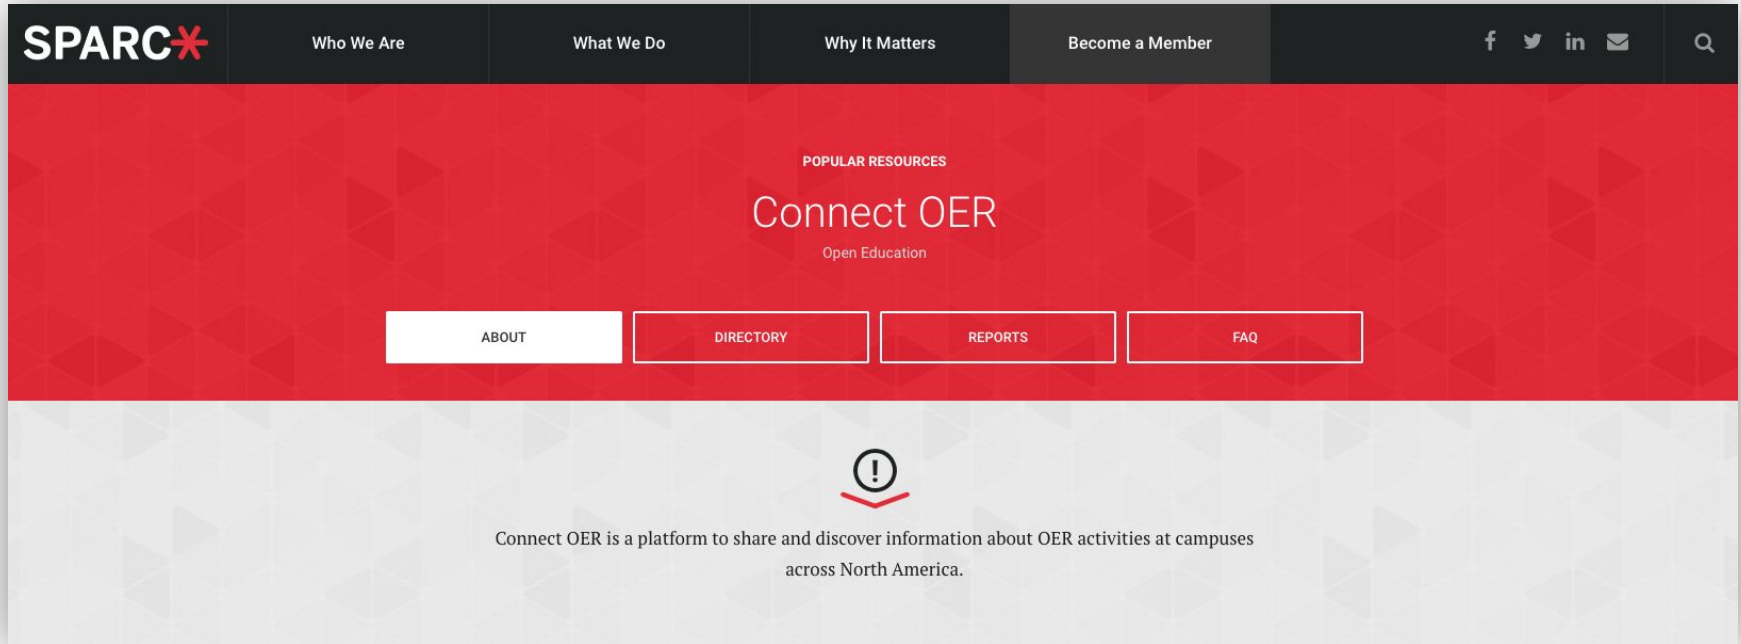 SPARC
Who We Are
What We Do
Why It Matters
Become a Member
POPULAR RESOURCES
Connect OER
Open Education
ABOUT
DIRECTORY
REPORTS
FAQ
Connect OER is a platform to share and discover information about OER activities at campuses
across North America.